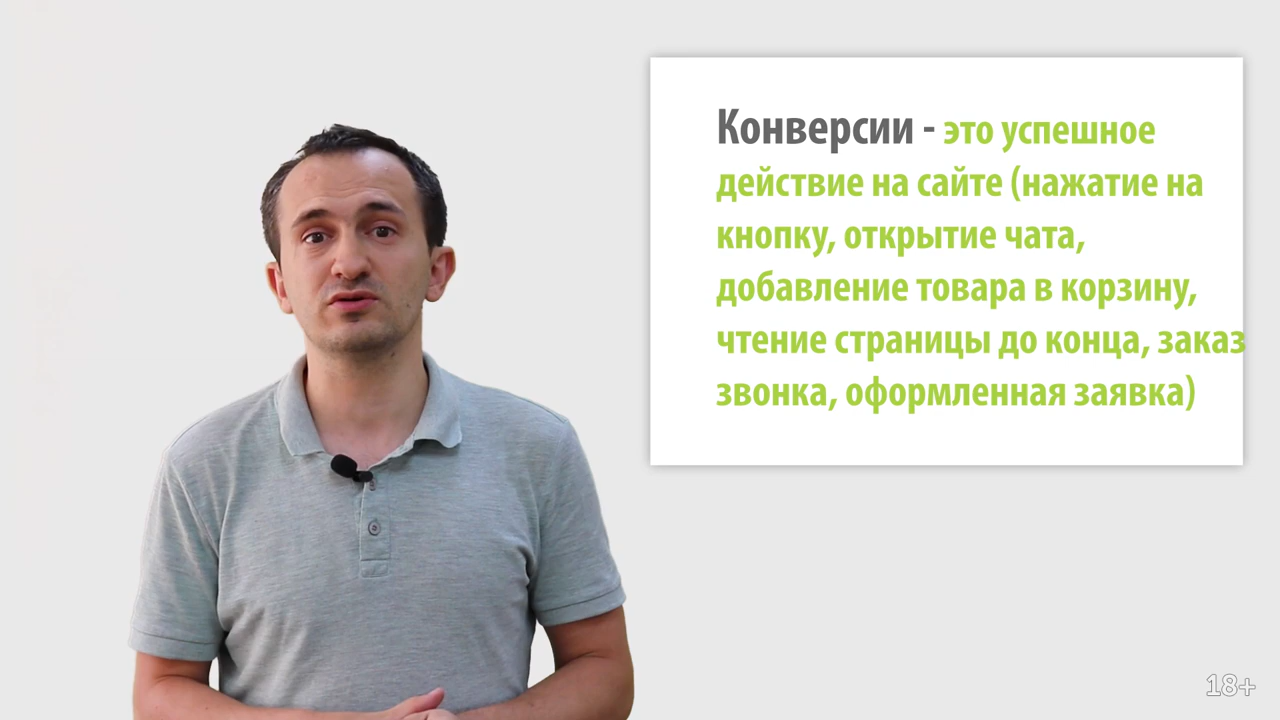 Конверсии - это успешное
действие на сайте (нажатие на
кнопку, открытие чата,
добавление товара в корзину,
чтение страницы до конца, заказ
звонка, оформленная заявка)
18+